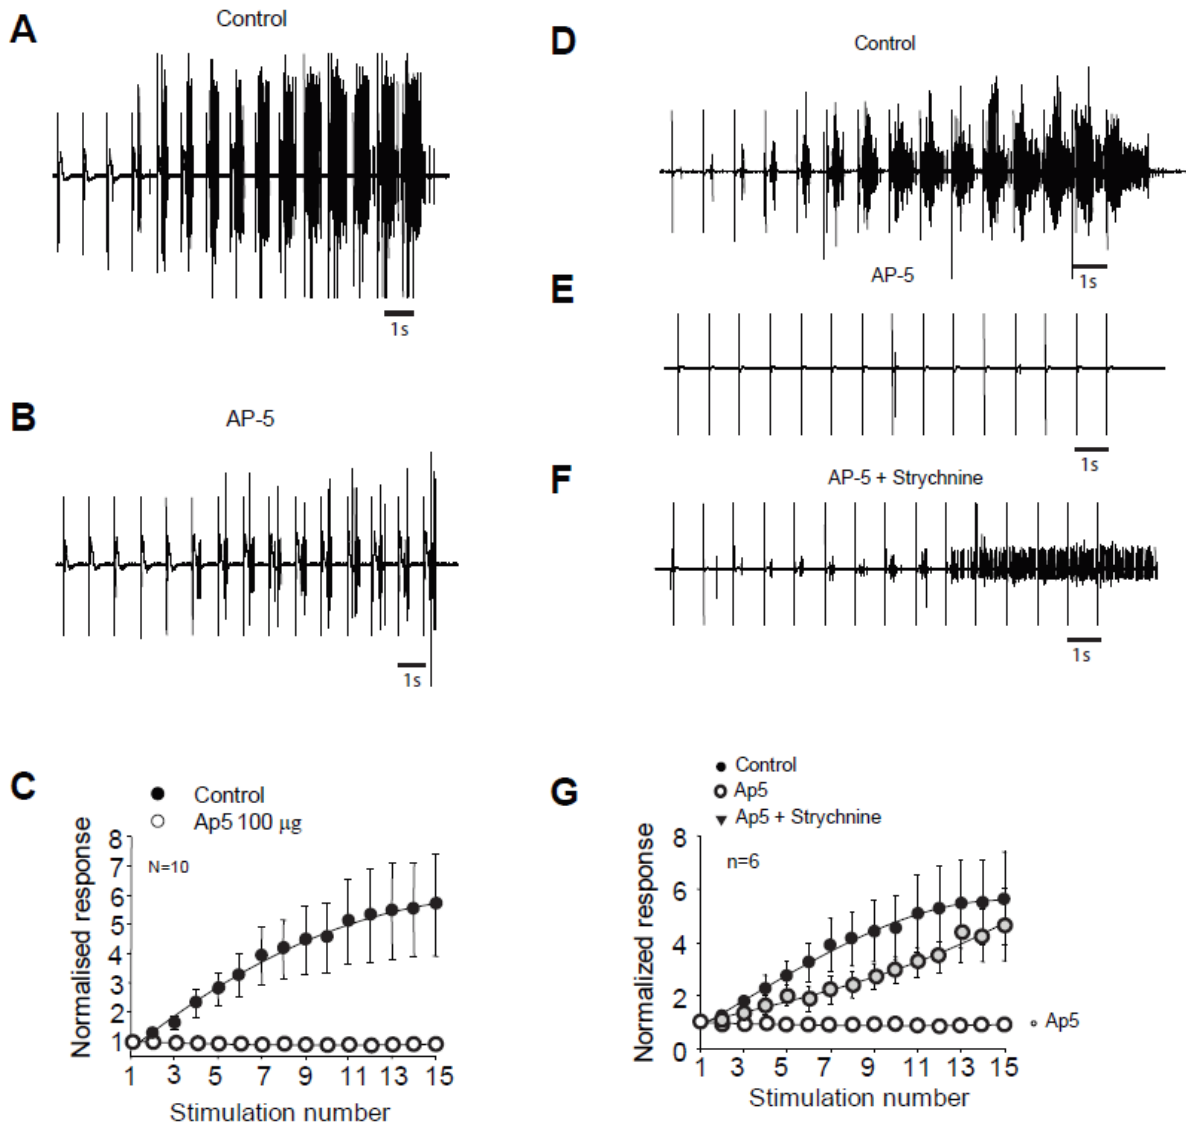 A
Control
1s
B
AP-5
1s
C
Control
Ap5 100 μg
N=10
Normalised response
8
7
6
5
4
3
2
1
1 3 5 7 9 11 13 15
Stimulation number
D
Control
1s
E
AP-5
1s
F
AP-5 + Strychnine
1s
G
Control
Ap5
Ap5 + Strychnine
n=6
Normalized response
8
6
4
2
0
Ap5
1 3 5 7 9 11 13 15
Stimulation number